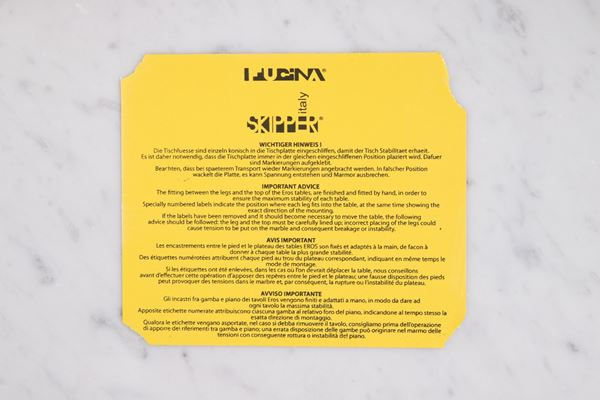 FUCINA®
SKIPPER® italy
WICHTIGER HINWEIS !
Die Tischfuesse sind einzeln konisch in die Tischplatte eingeschliffen, damit der Tisch Stabilitaet erhaelt.
Es ist daher notwendig, dass die Tischplatte immer in der gleichen eingeschliffenen Position plaziert wird. Dafuer
sind Markierungen aufgeklebt.
Beachten, dass bei spaeterem Transport wieder Markierungen angebracht werden. In falscher Position
wackelt die Platte, es kann Spannung entstehen und Marmor ausbrechen.
IMPORTANT ADVICE
The fitting between the legs and the top of the Eros tables, are finished and fitted by hand, in order to
ensure the maximum stability of each table.
Specially numbered labels indicate the position where each leg fits into the table, at the same time showing the
exact direction of the mounting.
If the labels have been removed and it should become necessary to move the table, the following
advice should be followed: the leg and the top must be carefully lined up; incorrect placing of the legs could
cause tension to be put on the marble and consequent breakage or instability.
AVIS IMPORTANT
Les encastrements entre le pied et le plateau des tables EROS son fixés et adaptés à la main, de facon à
donner à chaque table la plus grande stabilité.
Des étiquettes numérotées attribuent chaque pied au trou du plateau correspondant, indiquant en même temps le
mode de montage.
Si les étiquettes ont été enlevées, dans les cas ou l'on devrait déplacer la table, nous conseillons
avant d'effectuer cette opération d'apposer des repères entre le pied et le plateau; une fausse disposition des pieds
peut provoquer des tensions dans le marbre et, par conséquent, la rupture ou l'instabilité du plateau.
AVVISO IMPORTANTE
Gli incastri fra gamba e piano dei tavoli Eros vengono finiti e adattati a mano, in modo da dare ad
ogni tavolo la massima stabilità.
Apposite etichette numerate attribuiscono ciascuna gamba al relativo foro del piano, indicandone al tempo stesso la
esatta direzione di montaggio.
Qualora le etichette vengano asportate, nel caso si debba rimuovere il tavolo, consigliamo prima dell'operazione
di apporre dei riferimenti tra gamba e piano; una errata disposizione delle gambe può originare nel marmo delle
tensioni con conseguente rottura o instabilità del piano.